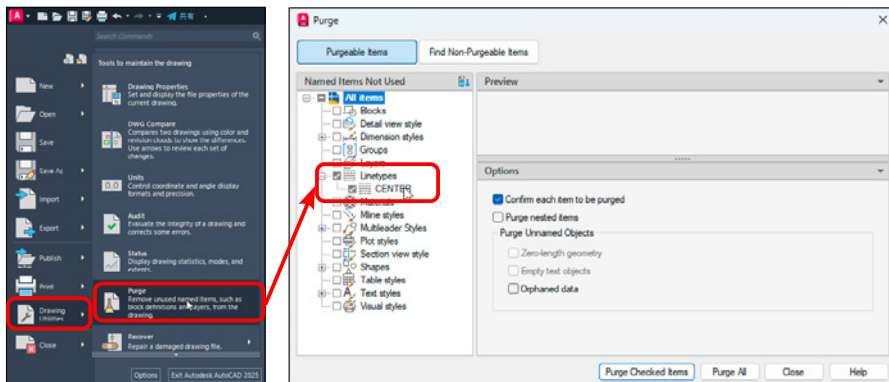 A 共有
Search Commands
Tools to maintain the drawing
New
Open
Save
Save As
Import
Export
Publish
Print
Drawing
Utilities
Close
Drawing Properties
Set and display the file properties of the
current drawing.
DWG Compare
Compares two drawings using color and
revision clouds to show the differences.
Use arrows to review each set of
changes.
Units
0.0
Control coordinate and angle display
formats and precision.
Audit
Evaluate the integrity of a drawing and
corrects some errors.
Status
Display drawing statistics, modes, and
extents.
Purge
Remove unused named items, such as
block definitions and layers, from the
drawing.
Recover
Repair a damaged drawing file.
Options Exit Autodesk AutoCAD 2025
A Purge
Purgeable Items Find Non-Purgeable Items
Named Items Not Used
All items
Blocks
Detail view style
Dimension styles
Groups
Layers
Linetypes
CENTER
Materials
Mline styles
Multileader Styles
Plot styles
Section view style
Shapes
Table styles
Text styles
Visual styles
Preview
Options
Confirm each item to be purged
Purge nested items
Purge Unnamed Objects
Zero-length geometry
Empty text objects
Orphaned data
Purge Checked Items Purge All Close Help